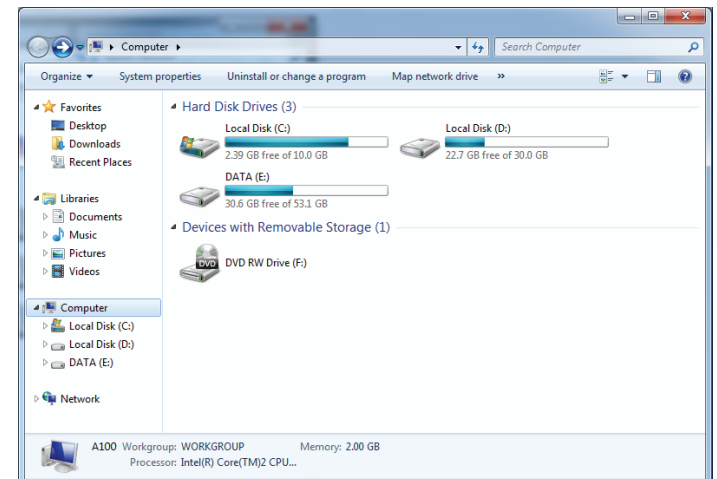 Computer
Search Computer
Organize
System properties
Uninstall or change a program
Map network drive
»
Favorites
Desktop
Downloads
Recent Places
Libraries
Documents
Music
Pictures
Videos
Computer
Local Disk (C:)
Local Disk (D:)
DATA (E:)
Network
Hard Disk Drives (3)
Local Disk (C:)
2.39 GB free of 10.0 GB
Local Disk (D:)
22.7 GB free of 30.0 GB
DATA (E:)
30.6 GB free of 53.1 GB
Devices with Removable Storage (1)
DVD
DVD RW Drive (F:)
A100 Workgroup: WORKGROUP Memory: 2.00 GB
Processor: Intel(R) Core(TM)2 CPU...